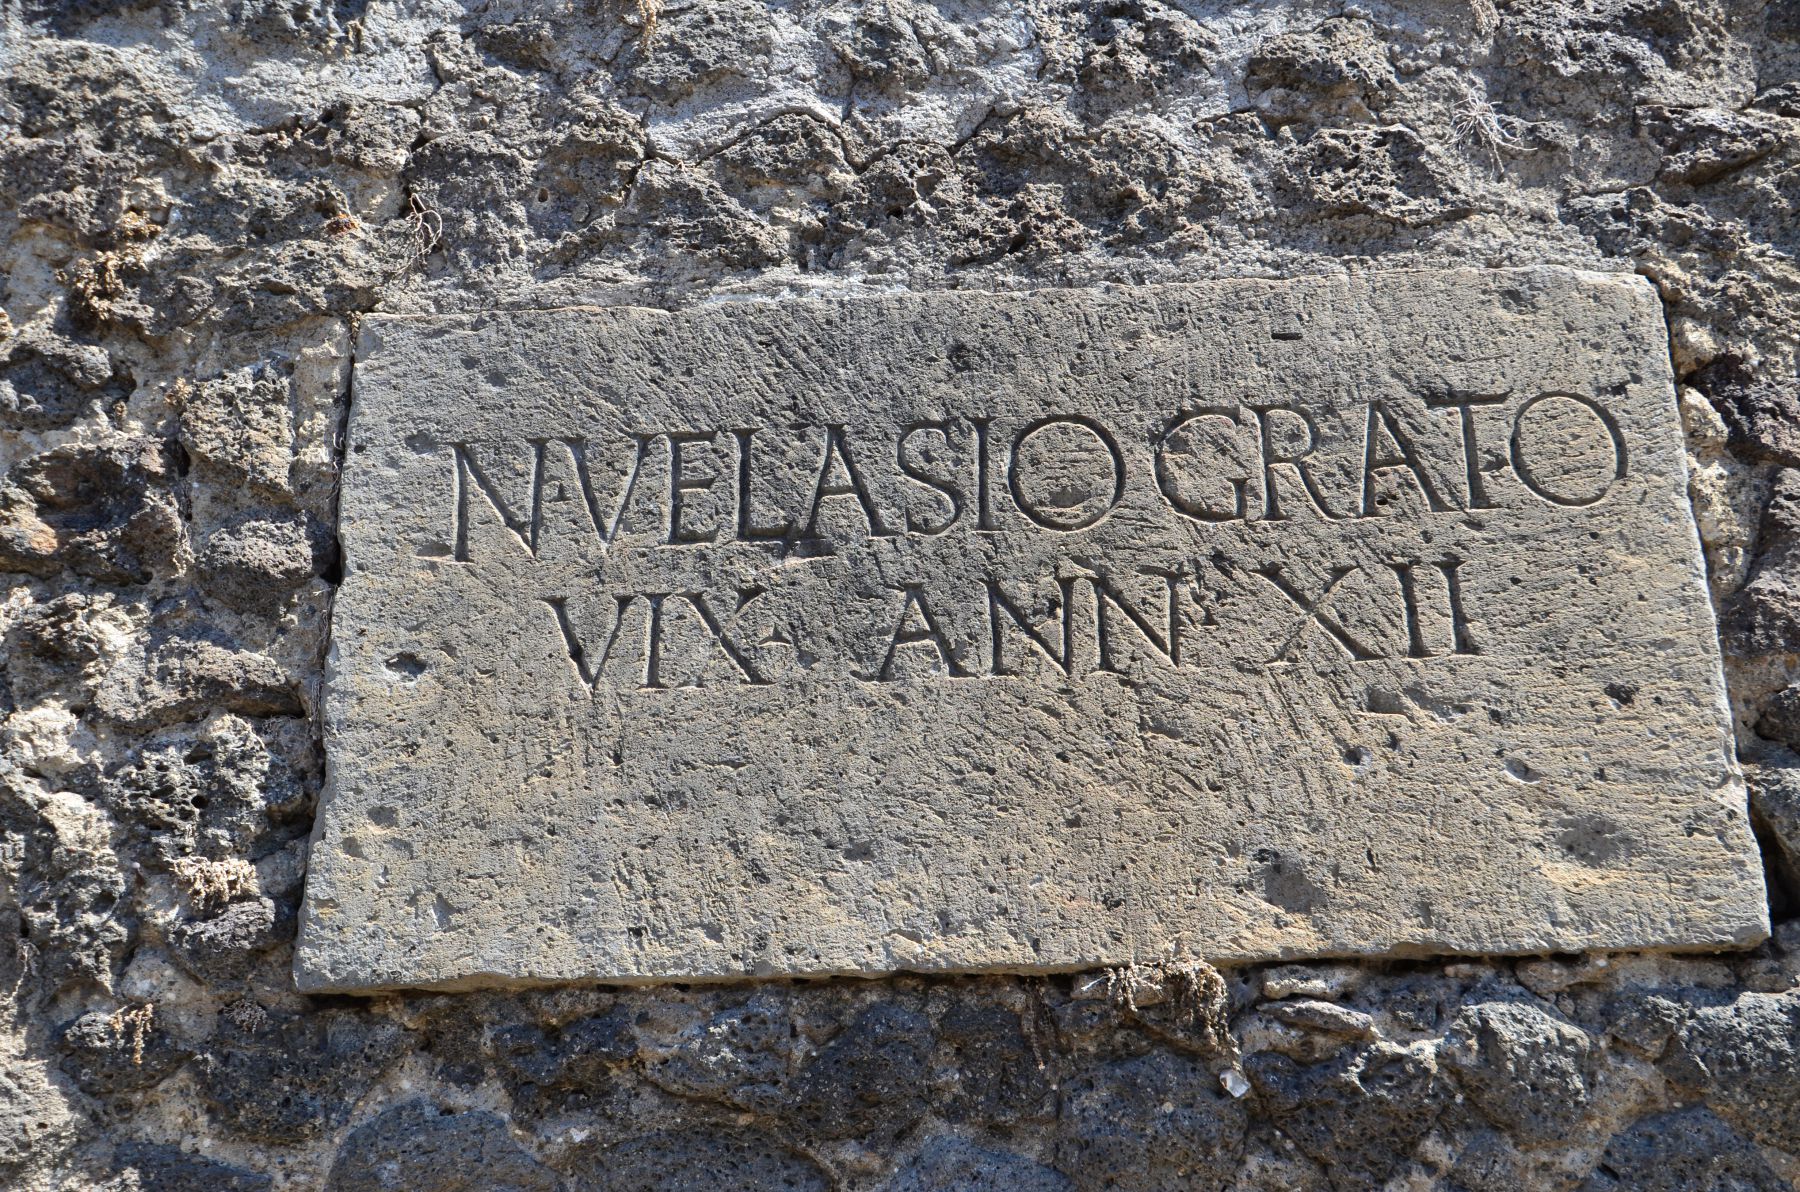 N·VELASIO GRATO
VIX· ANN· XII